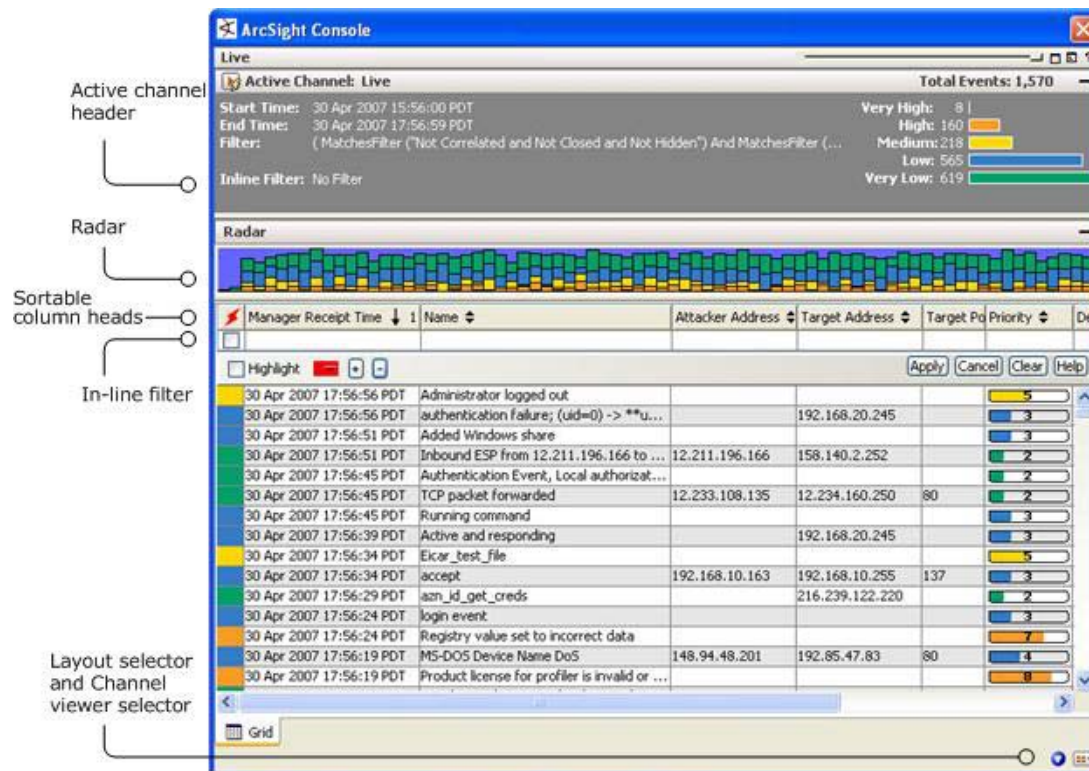 ArcSight Console
Live
Active Channel: Live Total Events: 1,570
Start Time: 30 Apr 2007 15:56:00 PDT Very High: 8
End Time: 30 Apr 2007 17:56:59 PDT High: 160
Filter: ( MatchesFilter ("Not Correlated and Not Closed and Not Hidden") And MatchesFilter (... Medium: 218
Low: 565
Inline Filter: No Filter Very Low: 619
Active channel
header
Radar
Radar
Sortable
column heads
Manager Receipt Time 1 Name Attacker Address Target Address Target Po Priority De
In-line filter
Highlight + - Apply Cancel Clear Help
30 Apr 2007 17:56:56 PDT Administrator logged out 5
30 Apr 2007 17:56:56 PDT authentication failure; (uid=0) -> **u... 192.168.20.245 3
30 Apr 2007 17:56:51 PDT Added Windows share 3
30 Apr 2007 17:56:51 PDT Inbound ESP from 12.211.196.166 to ... 12.211.196.166 158.140.2.252 2
30 Apr 2007 17:56:45 PDT Authentication Event, Local authorizat... 2
30 Apr 2007 17:56:45 PDT TCP packet forwarded 12.233.108.135 12.234.160.250 80 2
30 Apr 2007 17:56:45 PDT Running command 3
30 Apr 2007 17:56:39 PDT Active and responding 192.168.20.245 3
30 Apr 2007 17:56:34 PDT Eicar_test_file 5
30 Apr 2007 17:56:34 PDT accept 192.168.10.163 192.168.10.255 137 3
30 Apr 2007 17:56:29 PDT azn_id_get_creds 216.239.122.220 2
30 Apr 2007 17:56:24 PDT login event 3
30 Apr 2007 17:56:24 PDT Registry value set to incorrect data 7
30 Apr 2007 17:56:19 PDT MS-DOS Device Name DoS 148.94.48.201 192.85.47.83 80 4
30 Apr 2007 17:56:19 PDT Product license for profiler is invalid or ... 8
Layout selector
and Channel
viewer selector
Grid